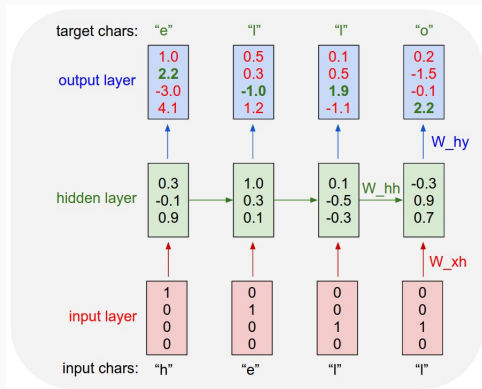 target chars: "e" "l" "l" "o"
output layer
1.0 0.5 0.1 0.2
2.2 0.3 0.5 -1.5
-3.0 -1.0 1.9 -0.1
4.1 1.2 -1.1 2.2
W_hy
hidden layer
0.3 1.0 0.1 -0.3
-0.1 0.3 -0.5 0.9
0.9 0.1 -0.3 0.7
W_hh
W_xh
input layer
1 0 0 0
0 1 0 0
0 0 1 1
0 0 0 0
input chars: "h" "e" "l" "l"